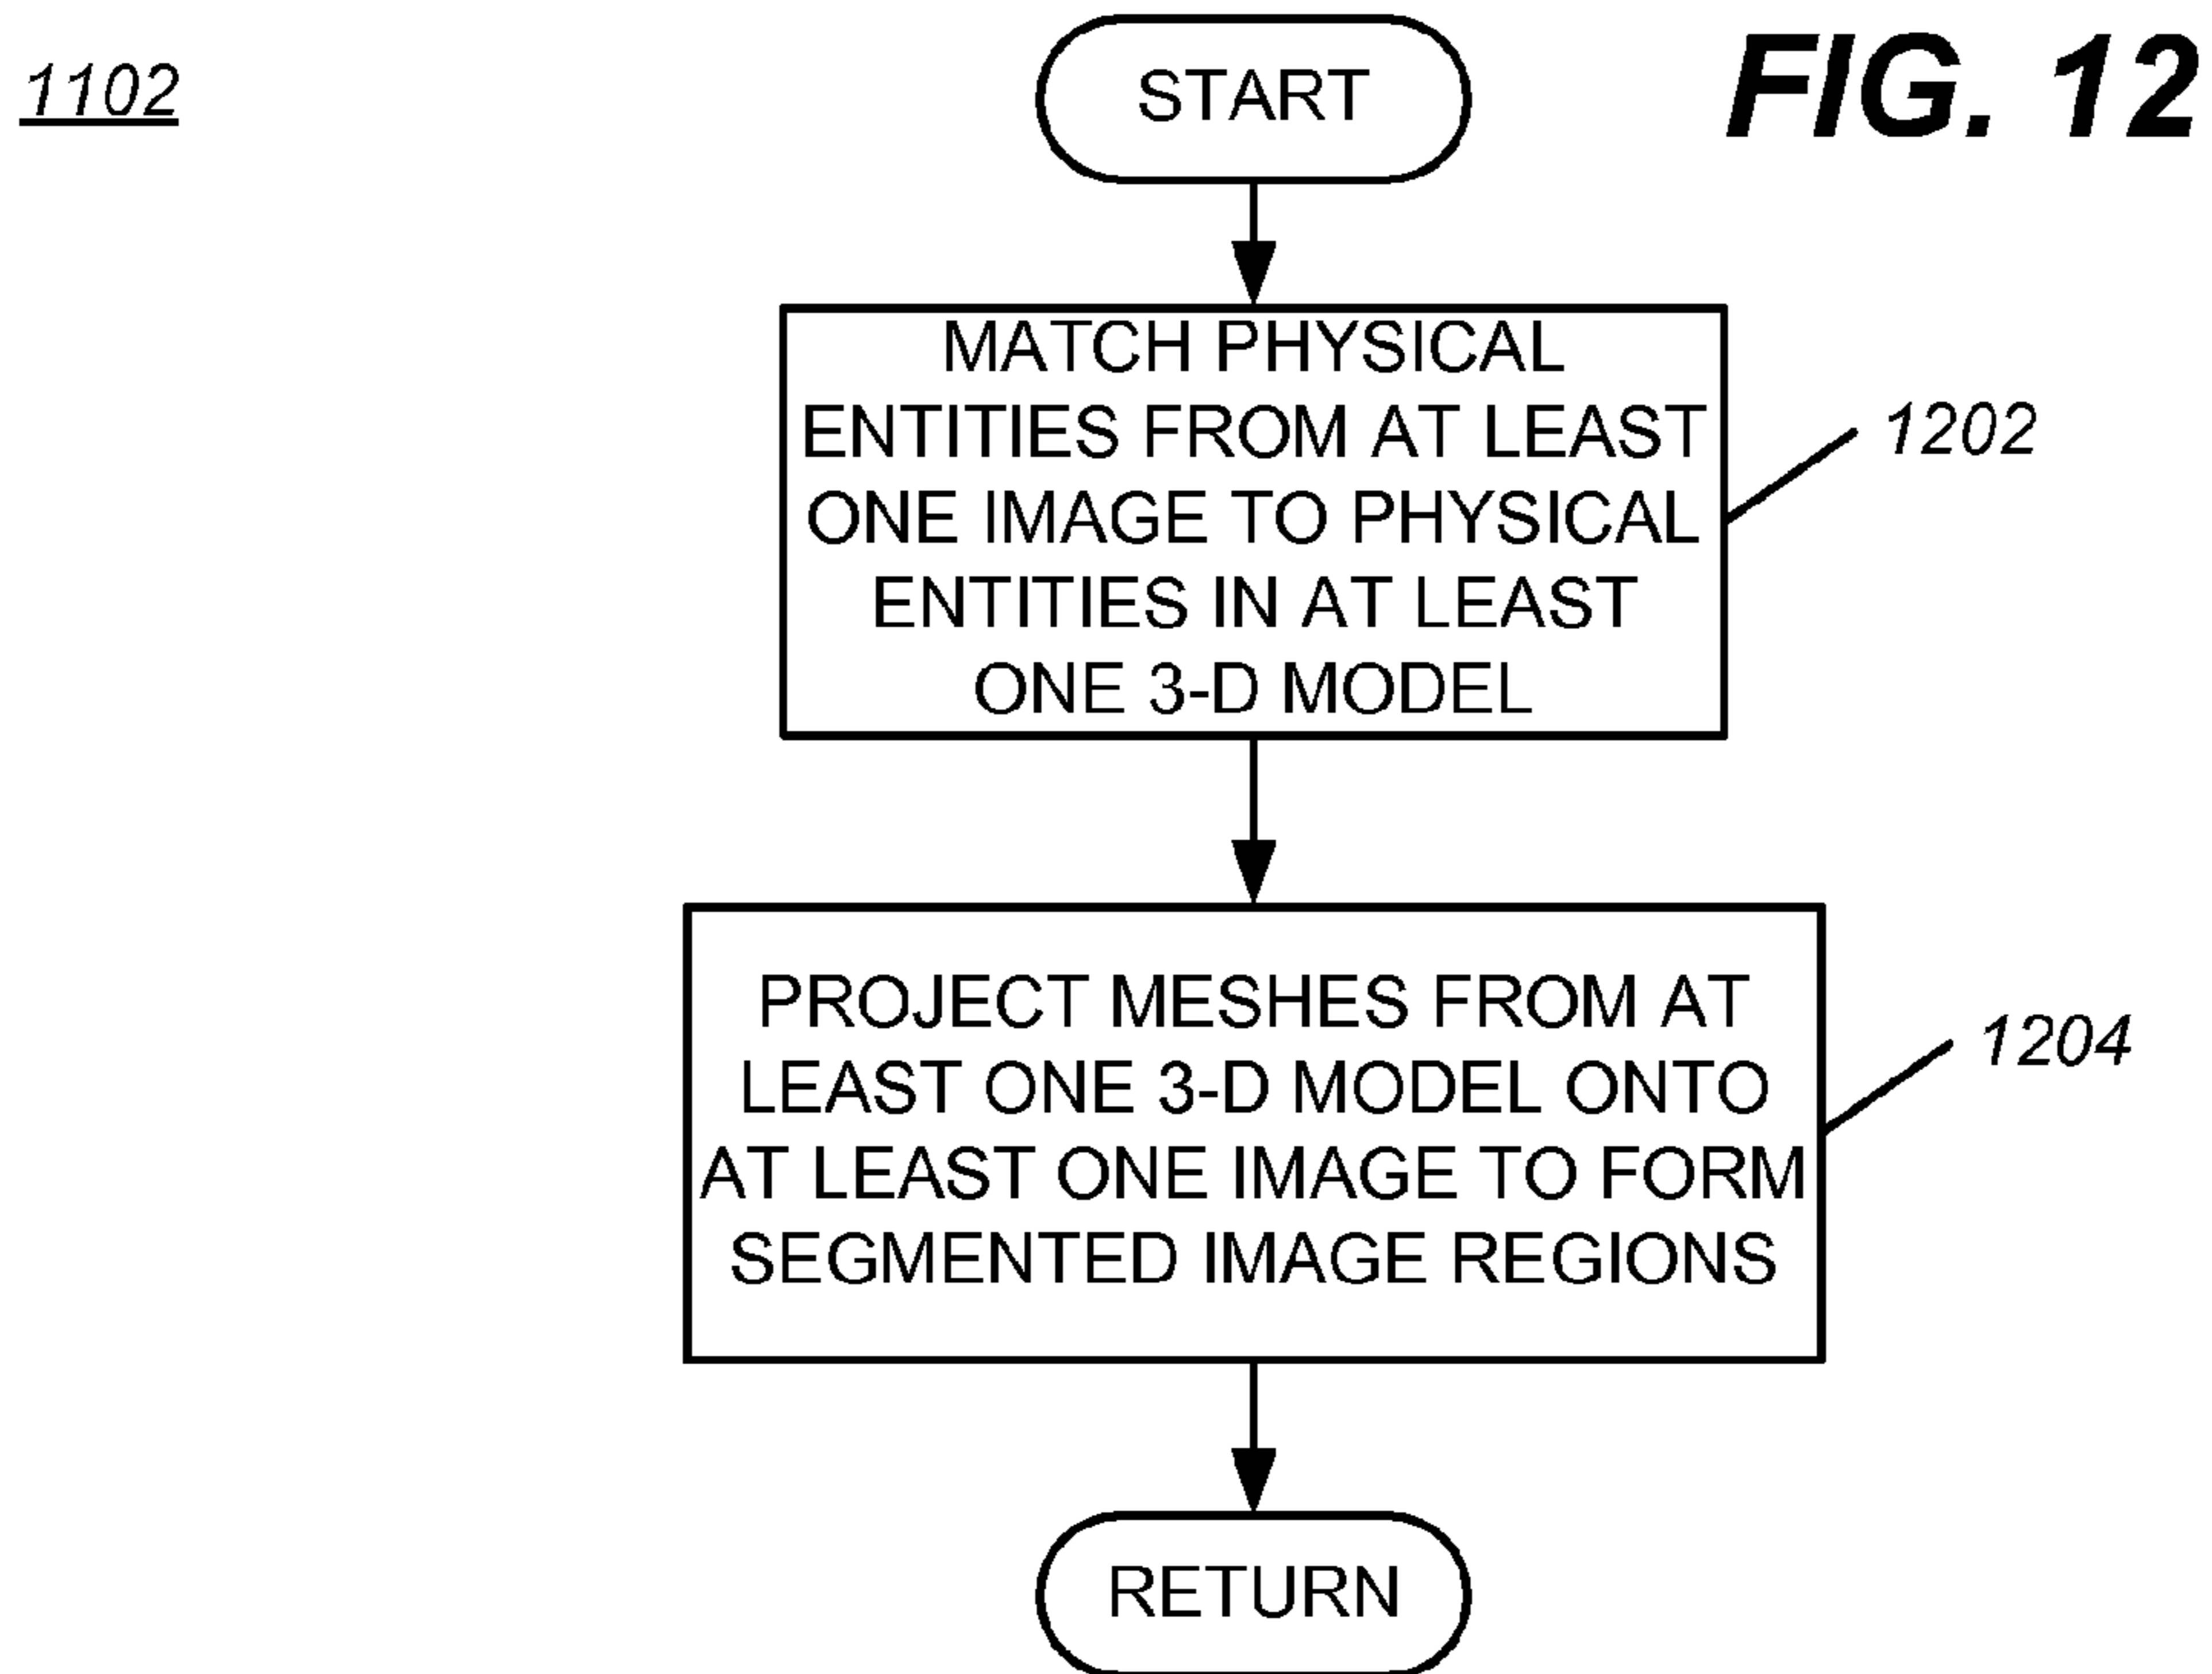 1102
START
FIG. 12
MATCH PHYSICAL
ENTITIES FROM AT LEAST
ONE IMAGE TO PHYSICAL
ENTITIES IN AT LEAST
ONE 3-D MODEL
1202
PROJECT MESHES FROM AT
LEAST ONE 3-D MODEL ONTO
AT LEAST ONE IMAGE TO FORM
SEGMENTED IMAGE REGIONS
1204
RETURN